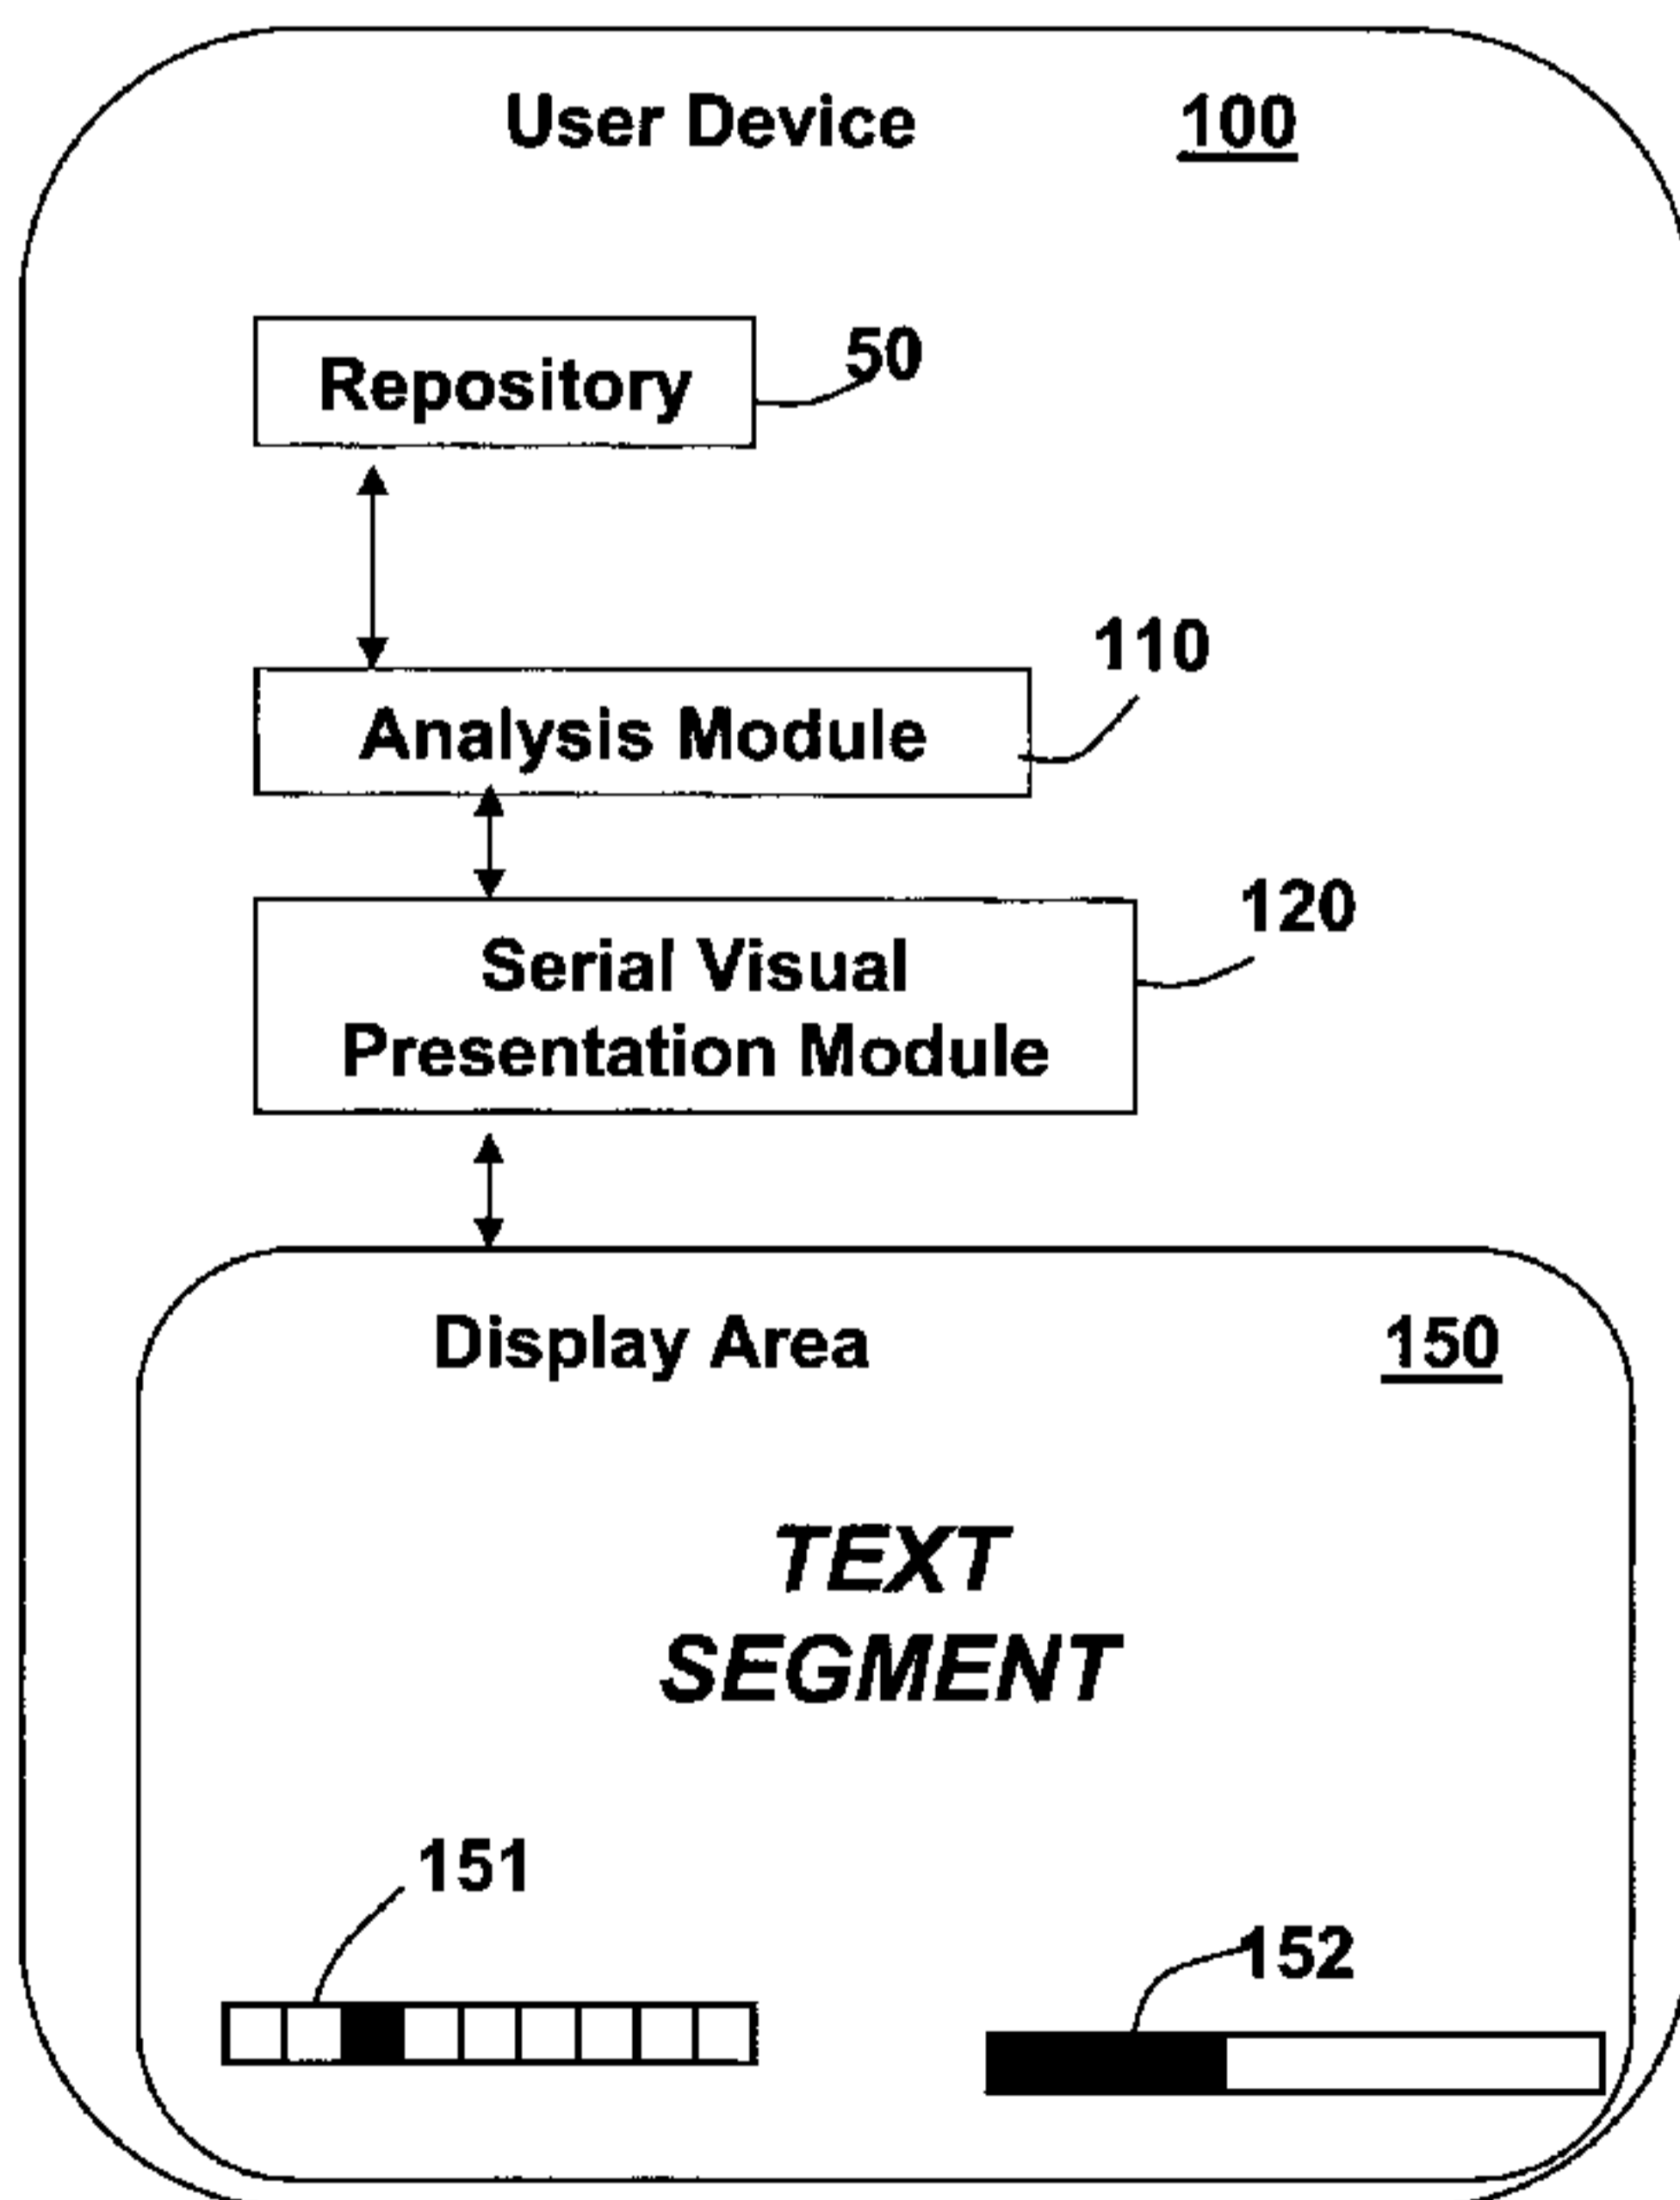 User Device 100
Repository 50
110
Analysis Module
120
Serial Visual
Presentation Module
Display Area 150
TEXT
SEGMENT
151
152